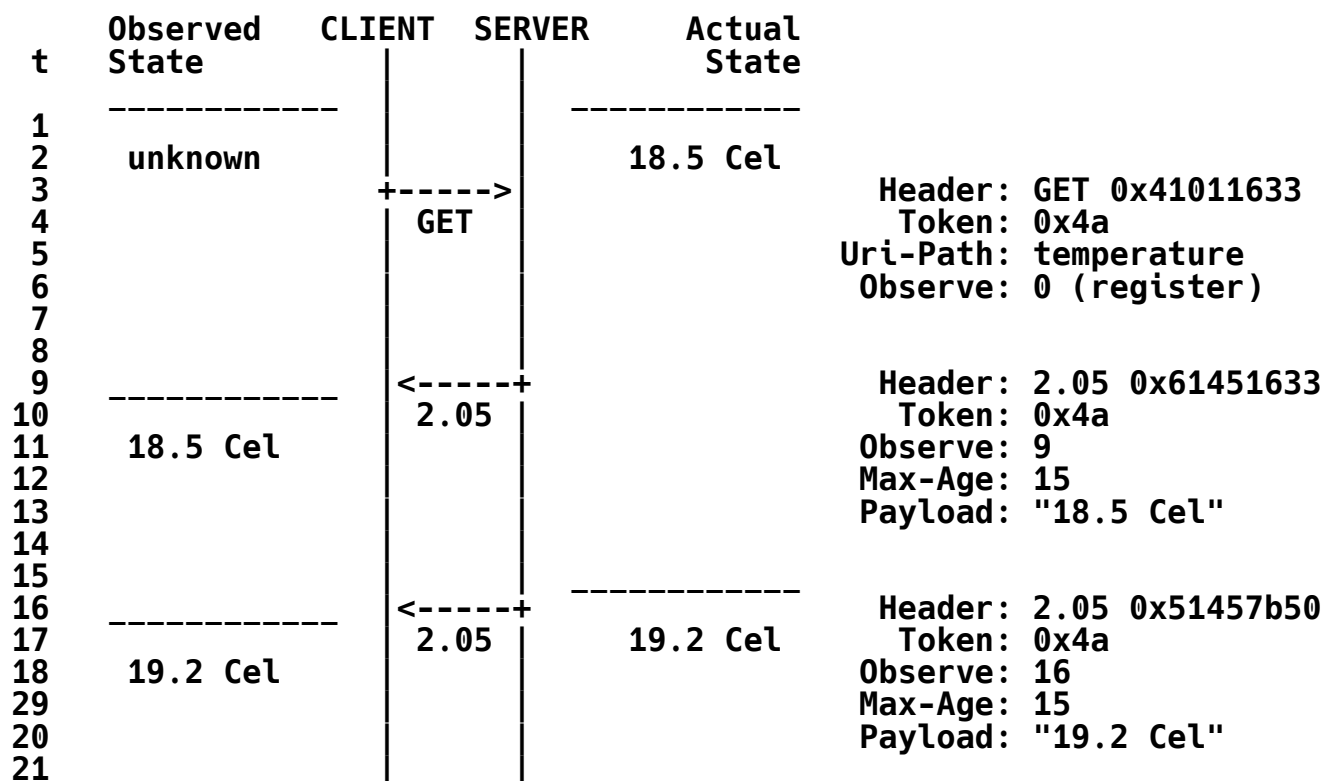 Observed CLIENT SERVER Actual
t State | | State
____________ | | ____________
1 | |
2 unknown | | 18.5 Cel
3 +-----> | Header: GET 0x41011633
4 | GET | Token: 0x4a
5 | | Uri-Path: temperature
6 | | Observe: 0 (register)
7 | |
8 | |
9 ____________ | <-----+ Header: 2.05 0x61451633
10 | 2.05 | Token: 0x4a
11 18.5 Cel | | Observe: 9
12 | | Max-Age: 15
13 | | Payload: "18.5 Cel"
14 | |
15 | | ____________
16 ____________ | <-----+ Header: 2.05 0x51457b50
17 | 2.05 | 19.2 Cel Token: 0x4a
18 19.2 Cel | | Observe: 16
29 | | Max-Age: 15
20 | | Payload: "19.2 Cel"
21 | |